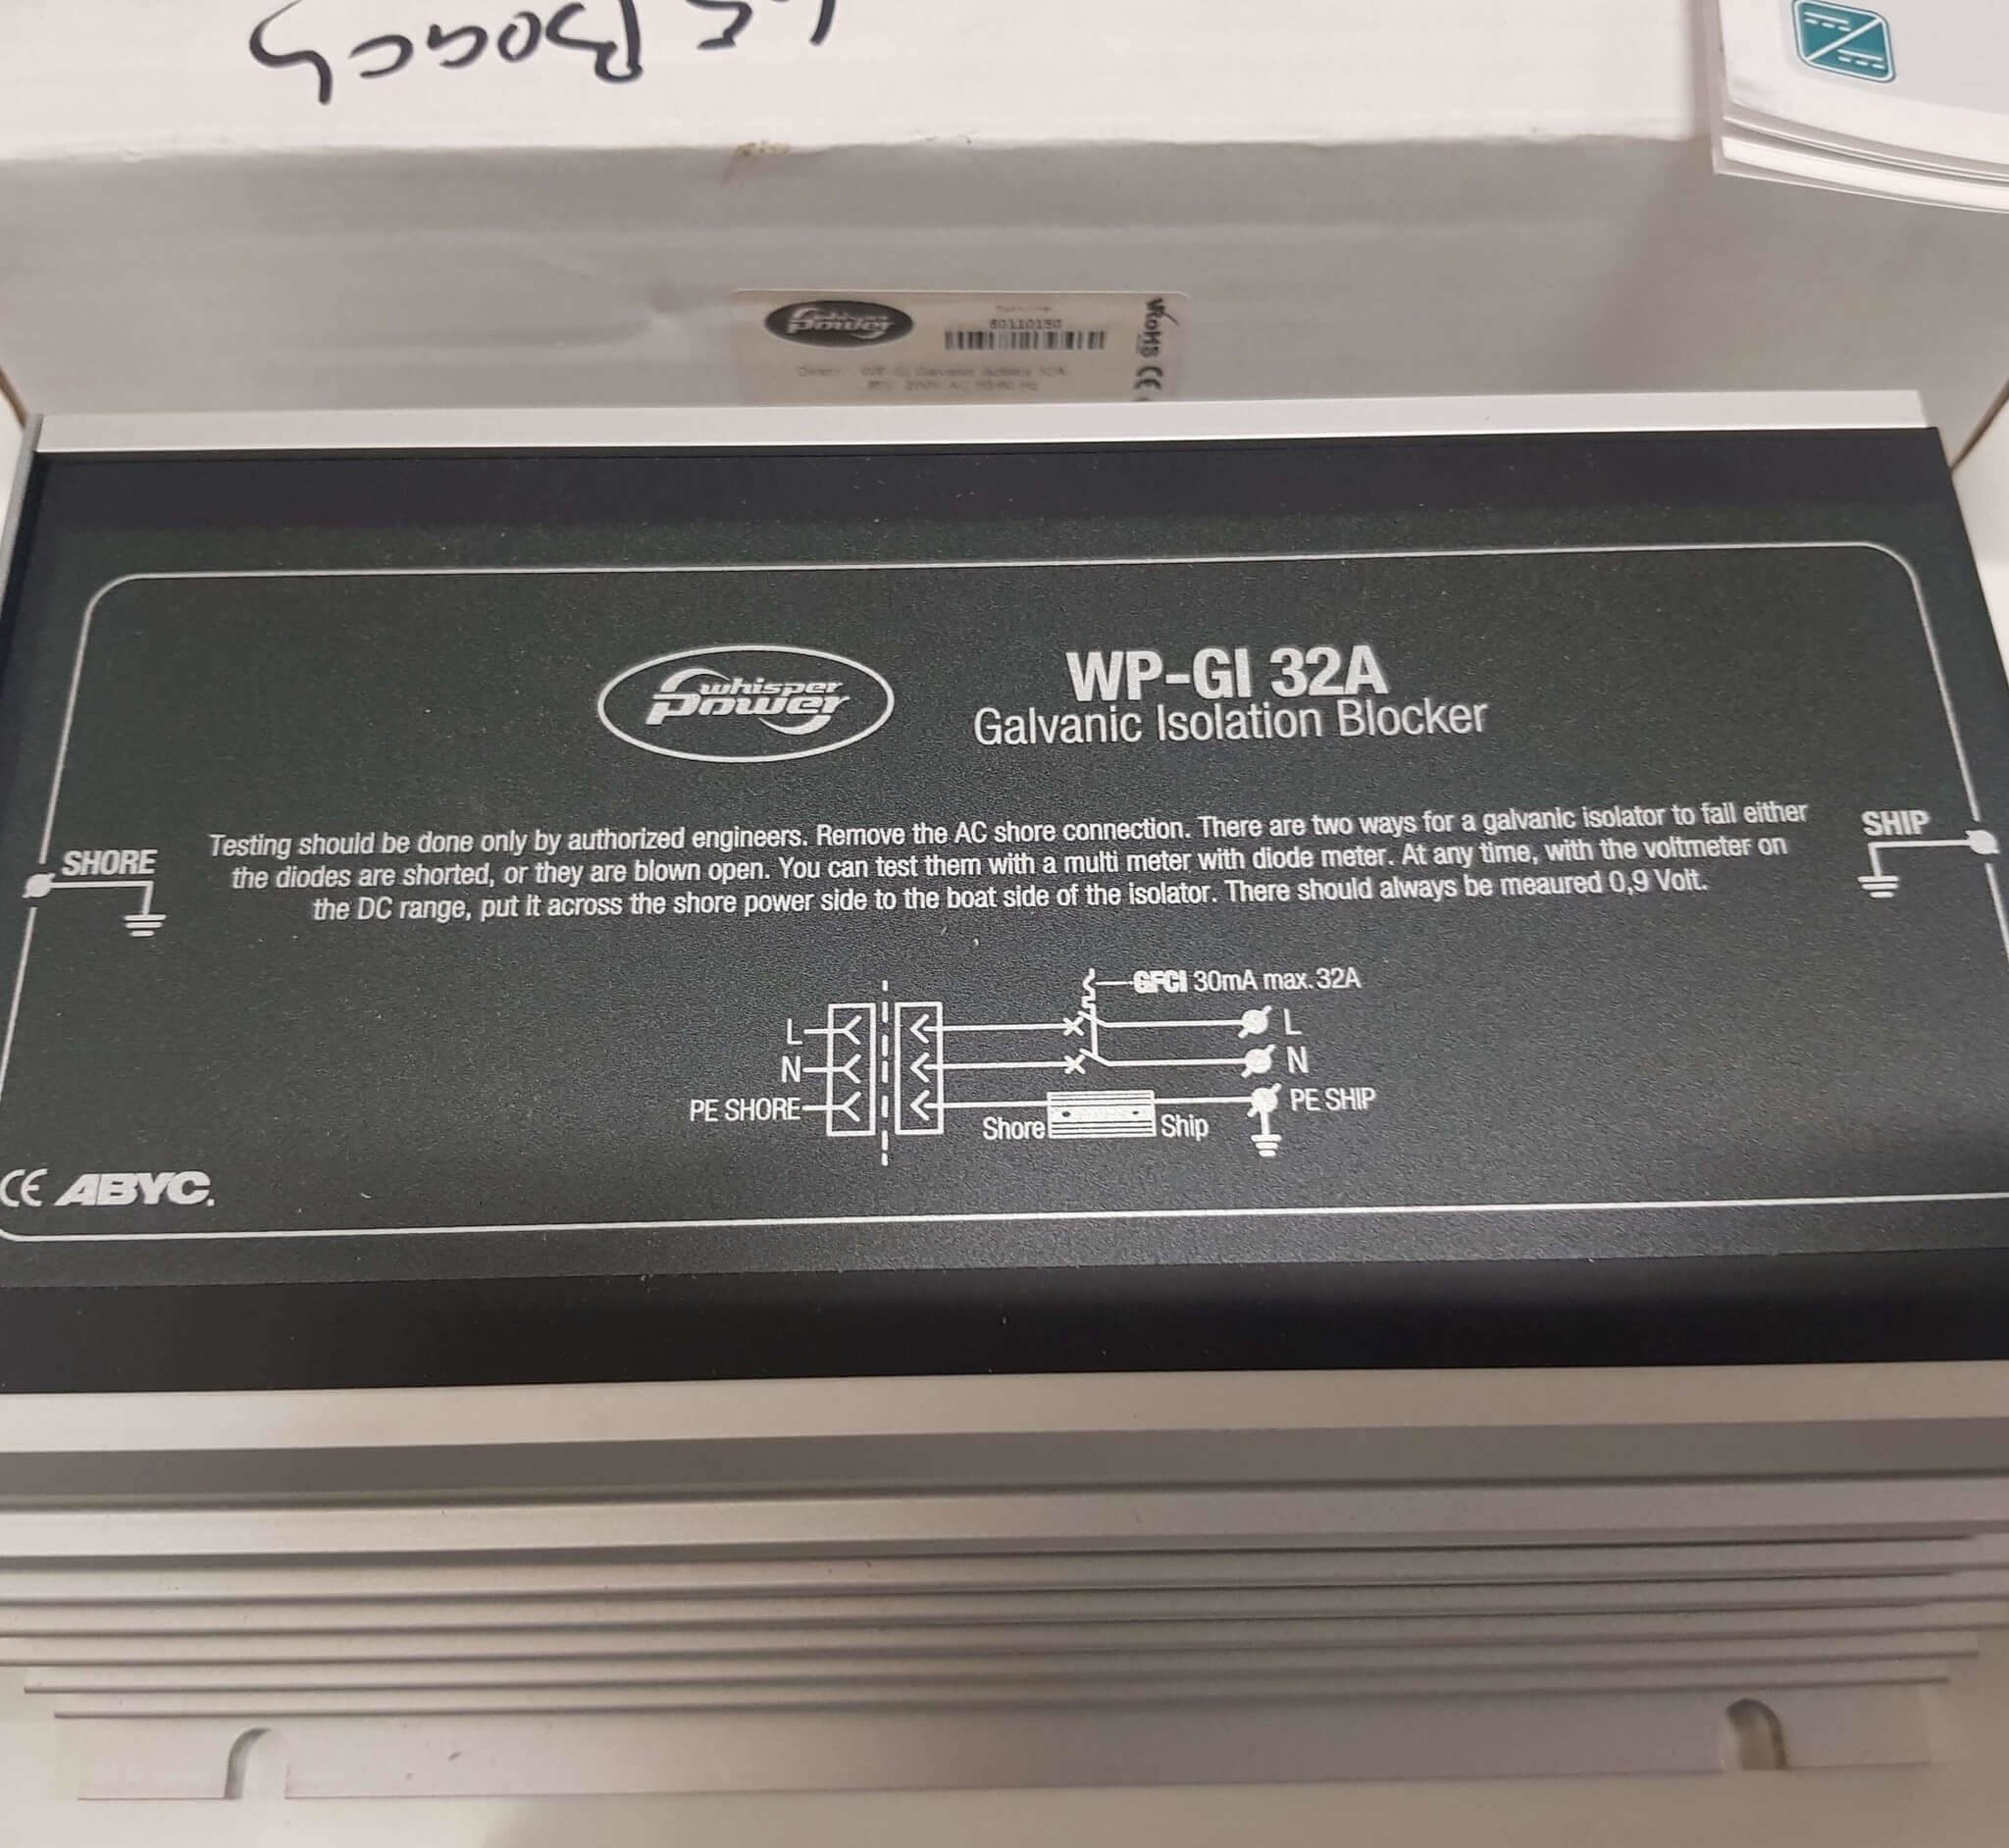 whisper
power
60110150
RoHS CE
whisper
power
WP-GI 32A
Galvanic Isolation Blocker
SHORE
SHIP
Testing should be done only by authorized engineers. Remove the AC shore connection. There are two ways for a galvanic isolator to fail either
the diodes are shorted, or they are blown open. You can test them with a multi meter with diode meter. At any time, with the voltmeter on
the DC range, put it across the shore power side to the boat side of the isolator. There should always be meaured 0,9 Volt.
GFCI 30mA max. 32A
L
L
N
N
PE SHORE
PE SHIP
Shore
Ship
CE ABYC.